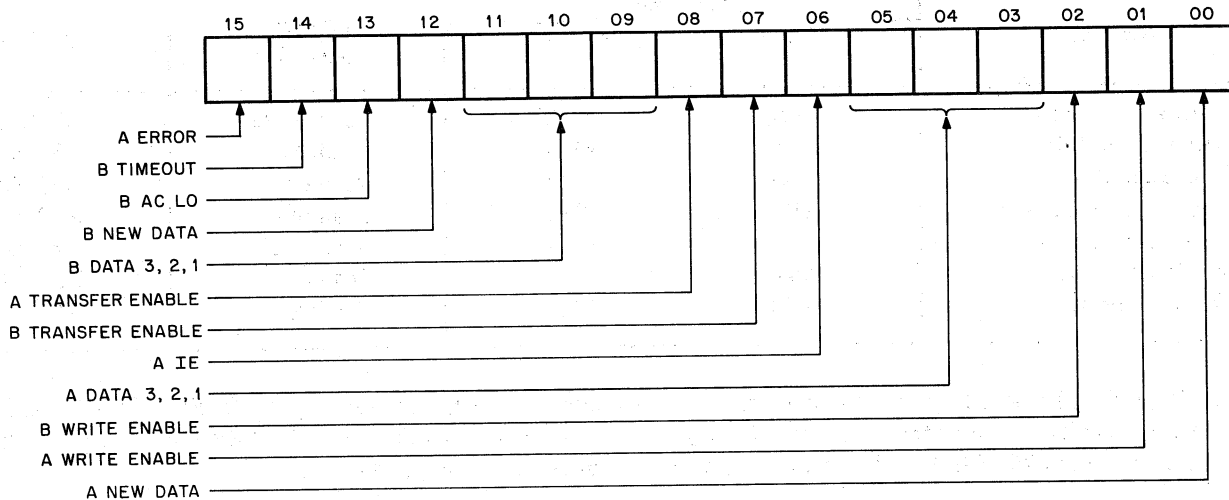 15 14 13 12 11 10 09 08 07 06 05 04 03 02 01 00
A ERROR
B TIMEOUT
B AC LO
B NEW DATA
B DATA 3, 2, 1
A TRANSFER ENABLE
B TRANSFER ENABLE
A IE
A DATA 3, 2, 1
B WRITE ENABLE
A WRITE ENABLE
A NEW DATA